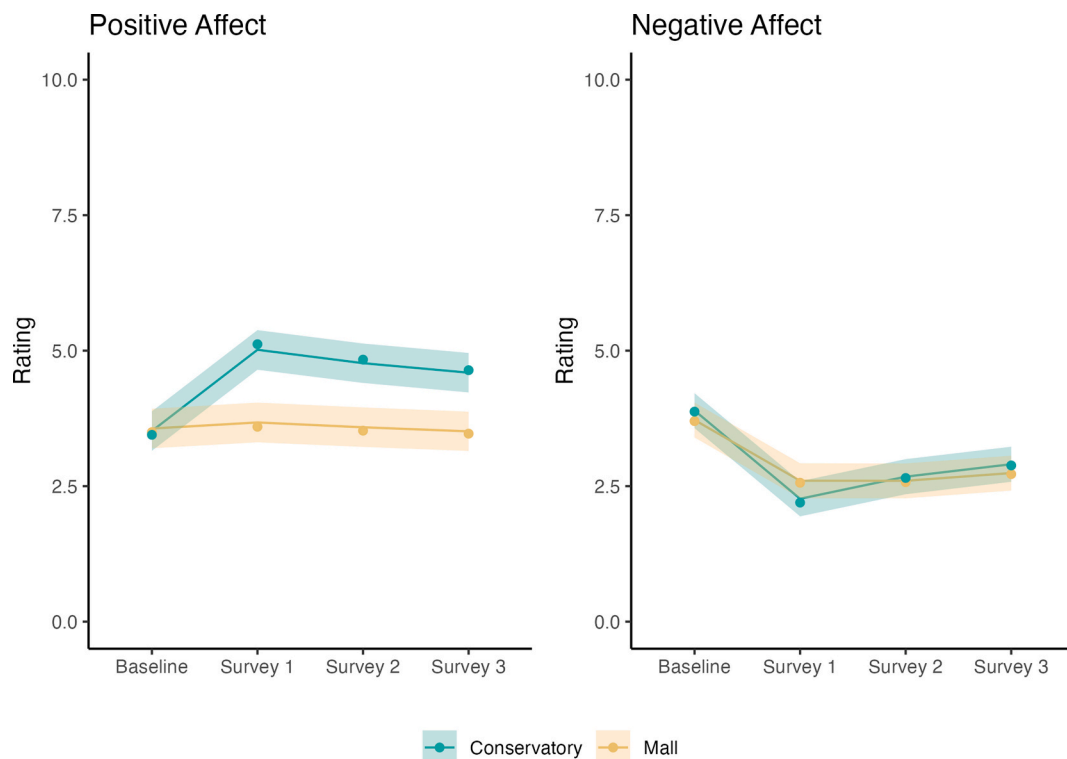 Positive Affect
10.0
7.5
5.0
2.5
0.0
Rating
Baseline Survey 1 Survey 2 Survey 3
Negative Affect
10.0
7.5
5.0
2.5
0.0
Rating
Baseline Survey 1 Survey 2 Survey 3
Conservatory Mall